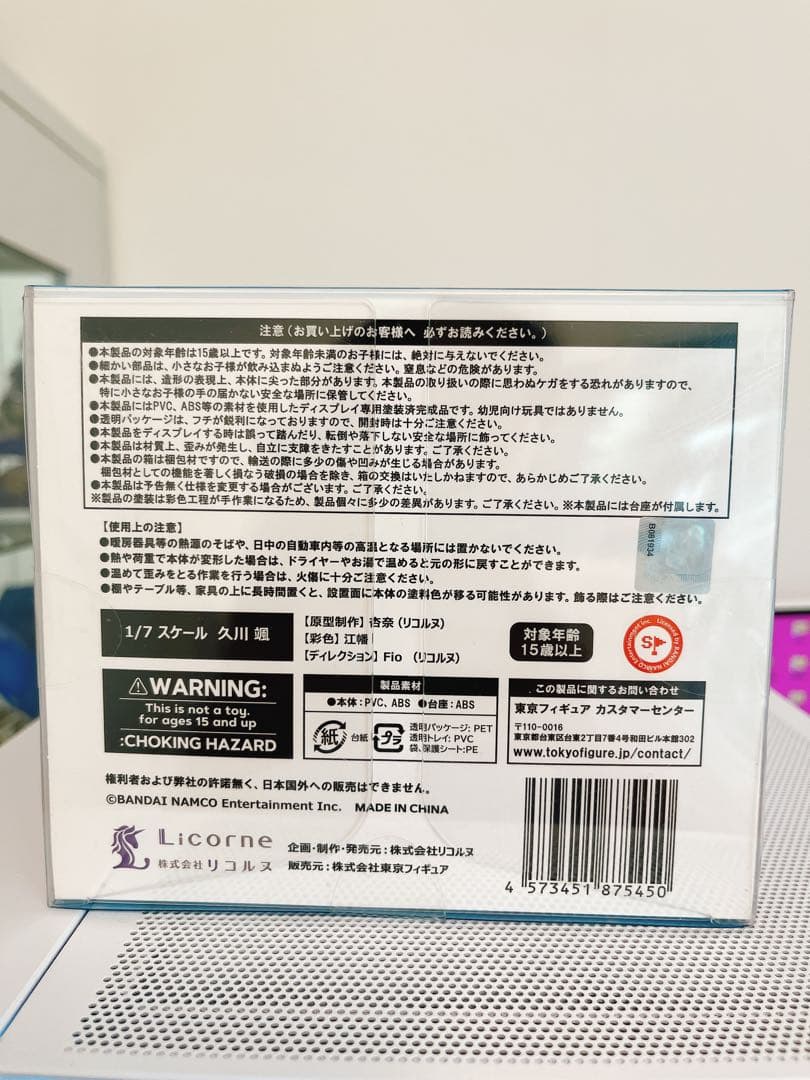 注意(お買い上げのお客様へ 必ずお読みください。)
●本製品の対象年齢は15歳以上です。対象年齢未満のお子様には、絶対に与えないでください。
●細かい部品は、小さなお子様が飲み込まぬようご注意ください。窒息などの危険があります。
●本製品には、造形の表現上、本体に尖った部分があります。本製品の取り扱いの際に思わぬケガをする恐れがありますので、
特に小さなお子様の手の届かない安全な場所に保管してください。
●本製品にはPVC、ABS等の素材を使用したディスプレイ専用塗装済完成品です。幼児向け玩具ではありません。
●透明パッケージは、フチが鋭利になっておりますので、開封時は十分ご注意ください。
●本製品をディスプレイする時は誤って踏んだり、転倒や落下しない安全な場所に飾ってください。
●本製品は材質上、歪みが発生し、自立に支障をきたすことがあります。ご了承ください。
●本製品の箱は梱包材ですので、輸送の際に多少の傷や凹みが生じる場合があります。
梱包材としての機能を著しく損なう破損の場合を除き、箱の交換はいたしかねますので、あらかじめご了承ください。
●本製品は予告無く仕様を変更する場合がございます。ご了承ください。
※製品の塗装は彩色工程が手作業になるため、製品個々に多少の差異があります。ご了承ください。※本製品には台座が付属します。
【使用上の注意】
●暖房器具等の熱源のそばや、日中の自動車内等の高温となる場所には置かないでください。
●熱や荷重で本体が変形した場合は、ドライヤーやお湯で温めると元の形に戻すことができます。
●温めて歪みをとる作業を行う場合は、火傷に十分ご注意ください。
●棚やテーブル等、家具の上に長時間置くと、設置面に本体の塗料色が移る可能性があります。飾る際はご注意ください。
B081934
1/7 スケール 久川 颯
【原型制作】杏奈(リコルヌ)
【彩色】江幡
【ディレクション】Fio (リコルヌ)
対象年齢
15歳以上
Licensed by BANDAI NAMCO Entertainment Inc.
S
⚠WARNING:
This is not a toy.
for ages 15 and up
:CHOKING HAZARD
製品素材
●本体:PVC、ABS ●台座:ABS
紙 台紙
プラ 透明パッケージ:PET
透明トレイ:PVC
袋、保護シート:PE
この製品に関するお問い合わせ
東京フィギュア カスタマーセンター
〒110-0016
東京都台東区台東2丁目7番4号和田ビル本館302
www.tokyofigure.jp/contact/
権利者および弊社の許諾無く、日本国外への販売はできません。
©BANDAI NAMCO Entertainment Inc. MADE IN CHINA
Licorne
株式会社リコルヌ
企画・制作・発売元:株式会社リコルヌ
販売元:株式会社東京フィギュア
4 573451 875450